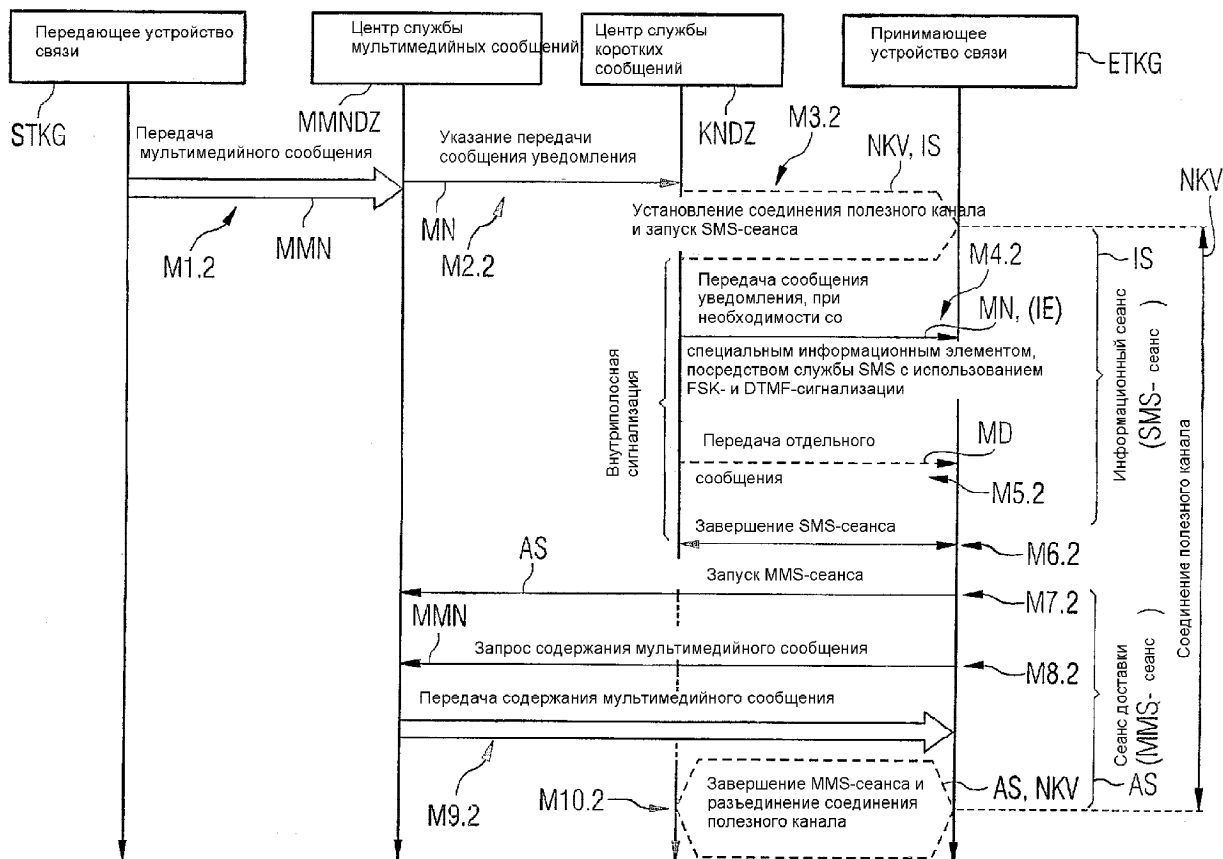 Передающее устройство
связи
Центр службы
мультимедийных сообщений
Центр службы
коротких
сообщений
Принимающее
устройство связи
STKG
MMNDZ
KNDZ
ETKG
Передача
мультимедийного сообщения
MMN
M1.2
Указание передачи
сообщения уведомления
MN
M2.2
M3.2
NKV, IS
NKV
Установление соединения полезного канала
и запуск SMS-сеанса
IS
M4.2
Передача сообщения
уведомления, при
необходимости со
MN, (IE)
специальным информационным элементом,
посредством службы SMS с использованием
FSK- и DTMF-сигнализации
Внутриполосная
сигнализация
Информационный сеанс
(SMS- сеанс )
Соединение полезного канала
Передача отдельного
MD
сообщения
M5.2
Завершение SMS-сеанса
M6.2
AS
Запуск MMS-сеанса
M7.2
MMN
Запрос содержания мультимедийного сообщения
M8.2
Передача содержания мультимедийного сообщения
M9.2
Сеанс доставки
(MMS- сеанс )
Завершение MMS-сеанса и
разъединение соединения
полезного канала
M10.2
AS, NKV
AS